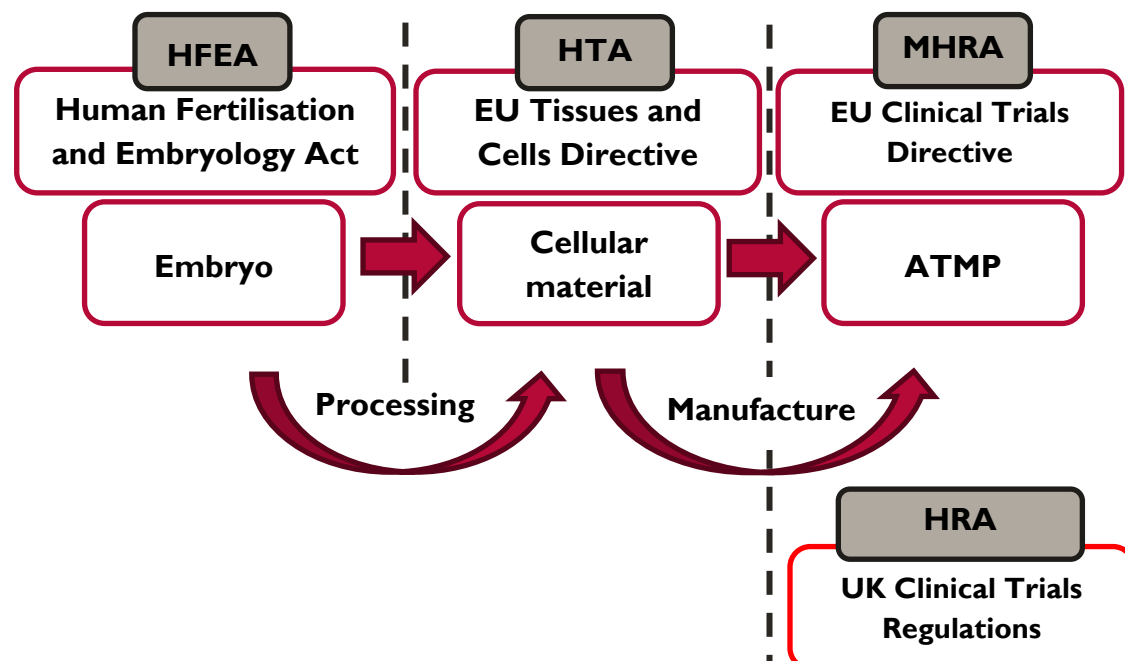 HFEA
Human Fertilisation
and Embryology Act
Embryo
HTA
EU Tissues and
Cells Directive
Cellular
material
MHRA
EU Clinical Trials
Directive
ATMP
Processing
Manufacture
HRA
UK Clinical Trials
Regulations